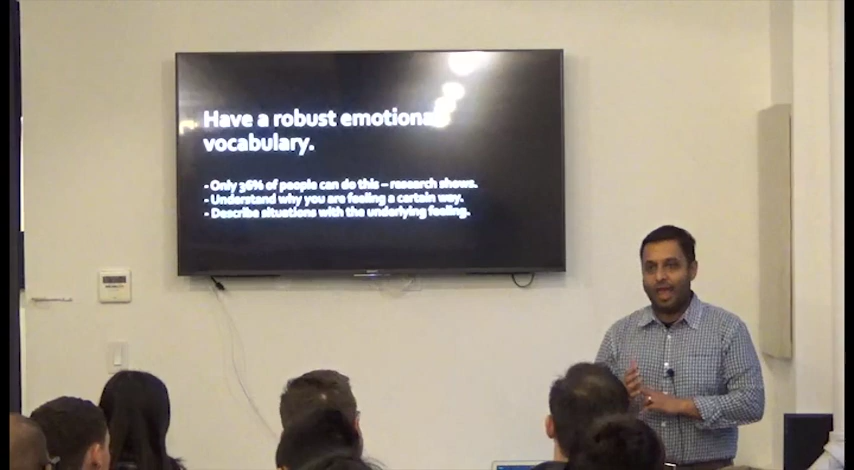 Have a robust emotional
vocabulary.
- Only 36% of people can do this – research shows.
- Understand why you are feeling a certain way.
- Describe situations with the underlying feeling.